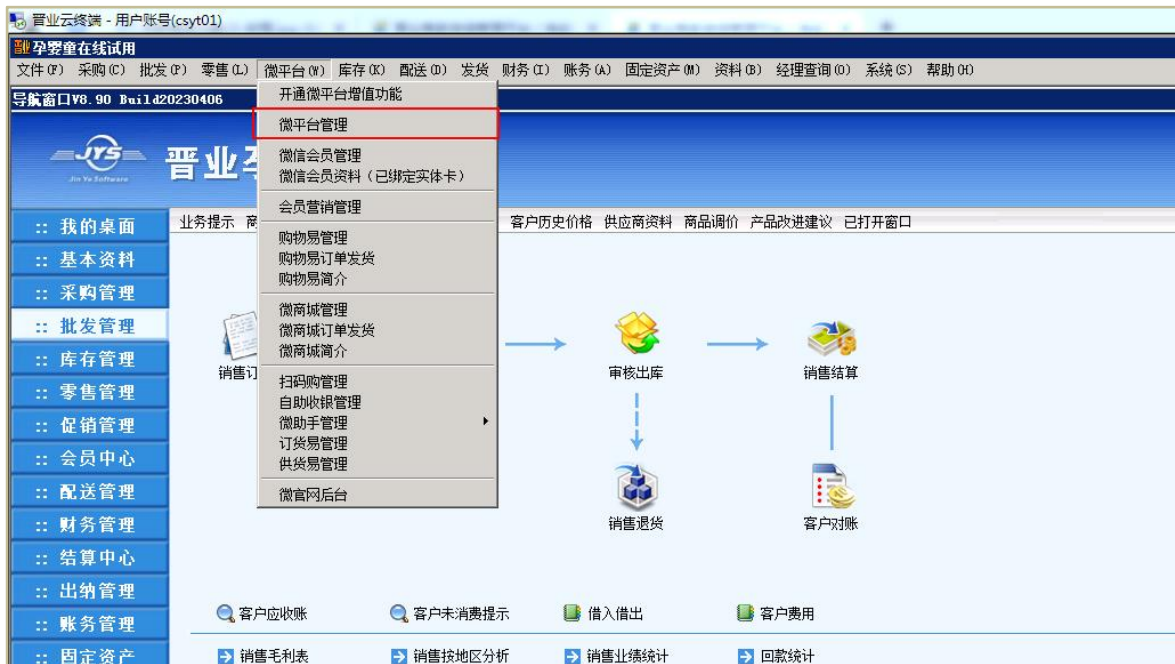 晋业云终端 - 用户账号(csyt01)
晋业 孕婴童在线试用
文件(F) 采购(C) 批发(P) 零售(L) 微平台(W) 库存(K) 配送(D) 发货 财务(I) 账务(A) 固定资产(M) 资料(B) 经理查询(O) 系统(S) 帮助(H)
导航窗口V8.90 Build20230406
开通微平台增值功能
微平台管理
微信会员管理
微信会员资料（已绑定实体卡）
会员营销管理
购物易管理
购物易订单发货
购物易简介
微商城管理
微商城订单发货
微商城简介
扫码购管理
自助收银管理
微助手管理
订货易管理
供货易管理
微官网后台
JYS
Jin Ye Software
晋业
业务提示 客户历史价格 供应商资料 商品调价 产品改进建议 已打开窗口
:: 我的桌面
:: 基本资料
:: 采购管理
:: 批发管理
:: 库存管理
:: 零售管理
:: 促销管理
:: 会员中心
:: 配送管理
:: 财务管理
:: 结算中心
:: 出纳管理
:: 账务管理
:: 固定资产
销售订 审核出库 销售结算
销售退货 客户对账
客户应收账 客户未消费提示 借入借出 客户费用
销售毛利表 销售按地区分析 销售业绩统计 回款统计